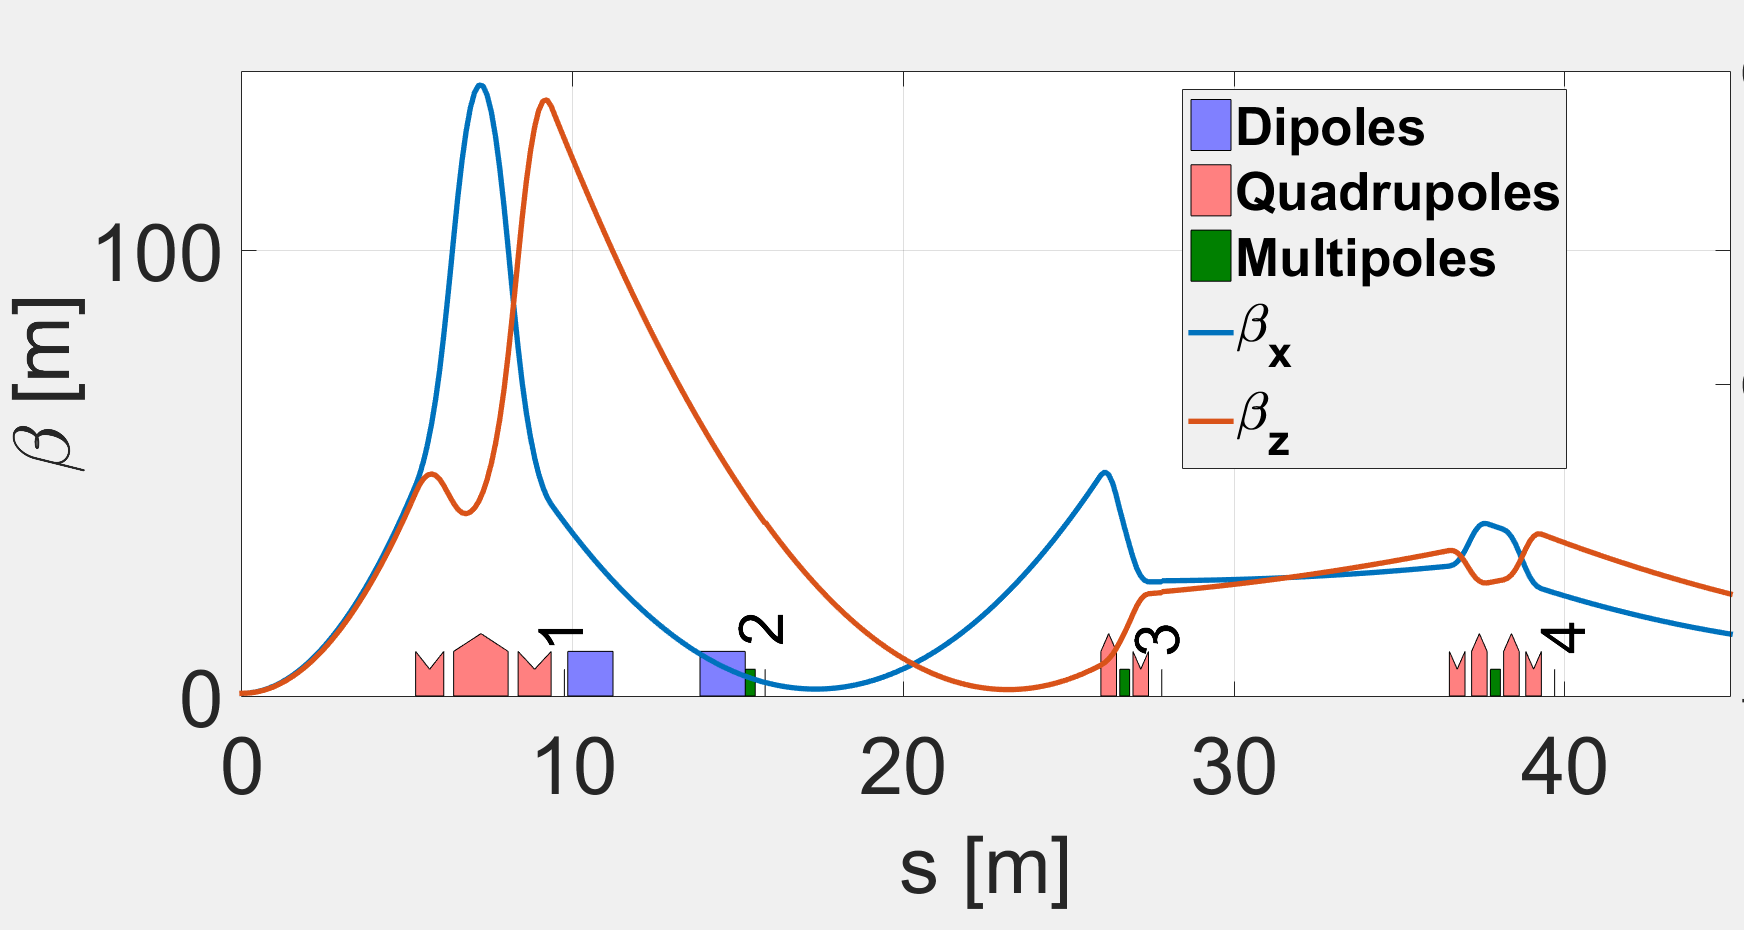 β [m]
100
0
0 10 20 30 40
s [m]
Dipoles
Quadrupoles
Multipoles
βx
βz
1
2
3
4